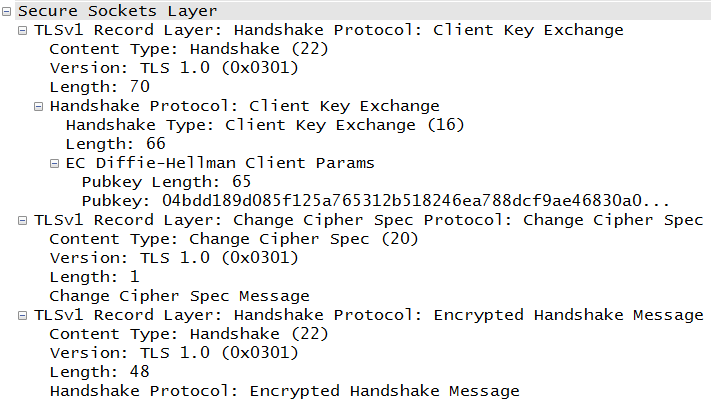 Secure Sockets Layer
TLSv1 Record Layer: Handshake Protocol: Client Key Exchange
Content Type: Handshake (22)
Version: TLS 1.0 (0x0301)
Length: 70
Handshake Protocol: Client Key Exchange
Handshake Type: Client Key Exchange (16)
Length: 66
EC Diffie-Hellman Client Params
Pubkey Length: 65
Pubkey: 04bdd189d085f125a765312b518246ea788dcf9ae46830a0...
TLSv1 Record Layer: Change Cipher Spec Protocol: Change Cipher Spec
Content Type: Change Cipher Spec (20)
Version: TLS 1.0 (0x0301)
Length: 1
Change Cipher Spec Message
TLSv1 Record Layer: Handshake Protocol: Encrypted Handshake Message
Content Type: Handshake (22)
Version: TLS 1.0 (0x0301)
Length: 48
Handshake Protocol: Encrypted Handshake Message